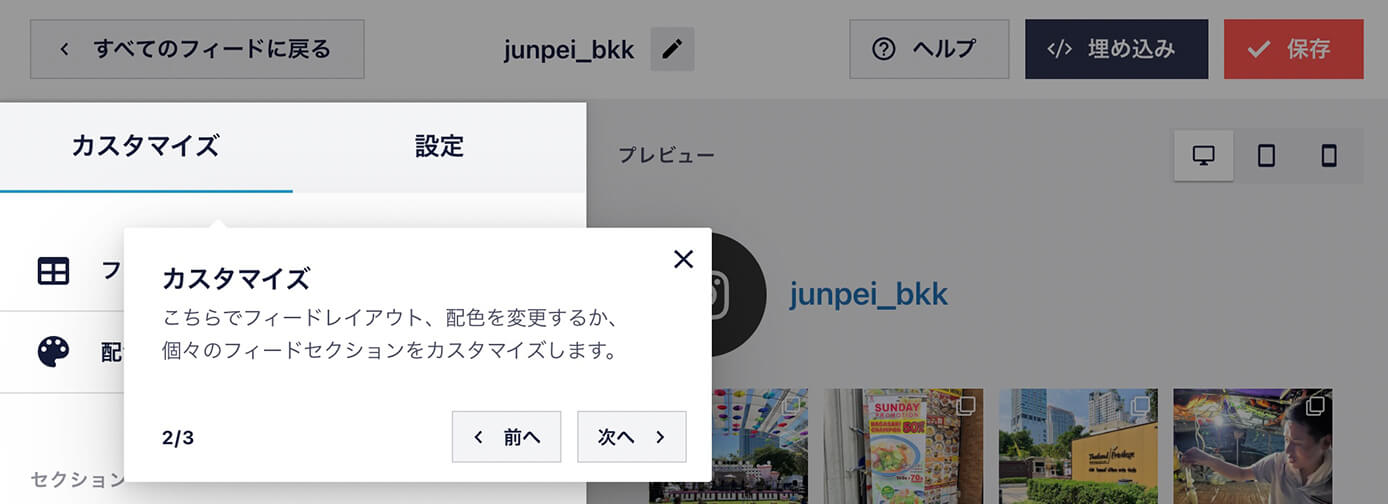 すべてのフィードに戻る
junpei_bkk
ヘルプ
</> 埋め込み
保存
カスタマイズ
設定
プレビュー
フ
配
カスタマイズ
こちらでフィードレイアウト、配色を変更するか、
個々のフィードセクションをカスタマイズします。
2/3
前へ
次へ
セクション
junpei_bkk
SUNDAY
PROMOTION
NAGASAKI
CHAMPON
Thailand Privilege